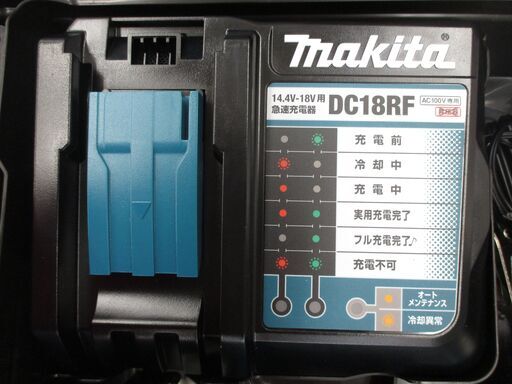 makita®
14.4V-18V用
急速充電器 DC18RF
AC100V専用
充電前
冷却中
充電中
実用充電完了
フル充電完了♪
充電不可
オート
メンテナンス
冷却異常